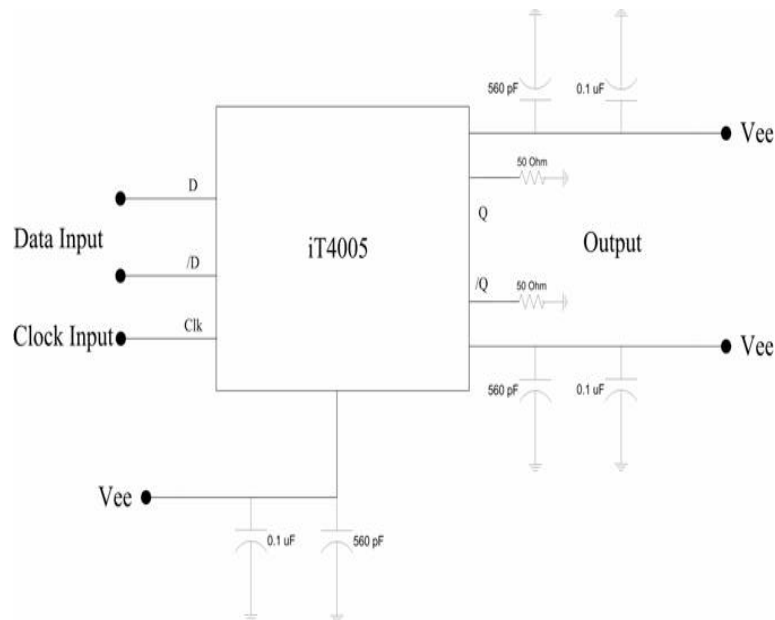 560 pF
0.1 uF
Vee
50 Ohm
D
Q
Data Input
iT4005
Output
/D
/Q
50 Ohm
Clock Input
Clk
Vee
560 pF
0.1 uF
Vee
0.1 uF
560 pF